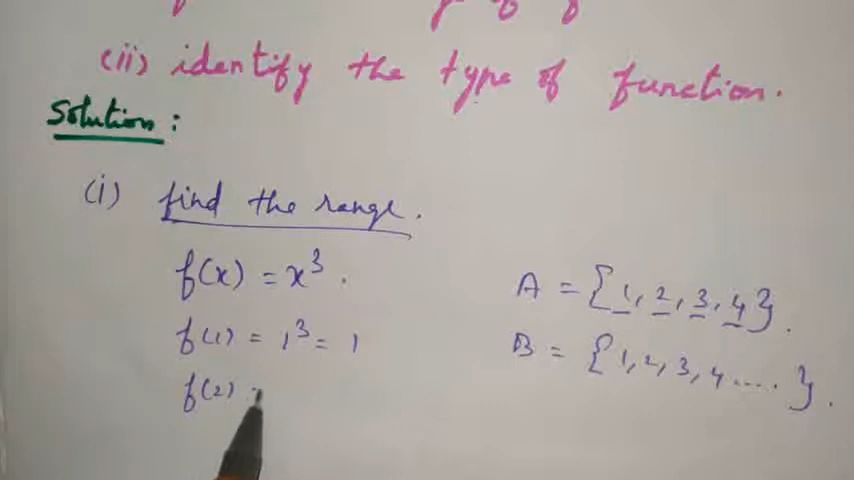 (ii) identify the type of function.
Solution :
(i) find the range.
f(x) = x³.
f(1) = 1³ = 1
f(2) =
A = {1, 2, 3, 4}.
B = {1, 2, 3, 4 ....}.